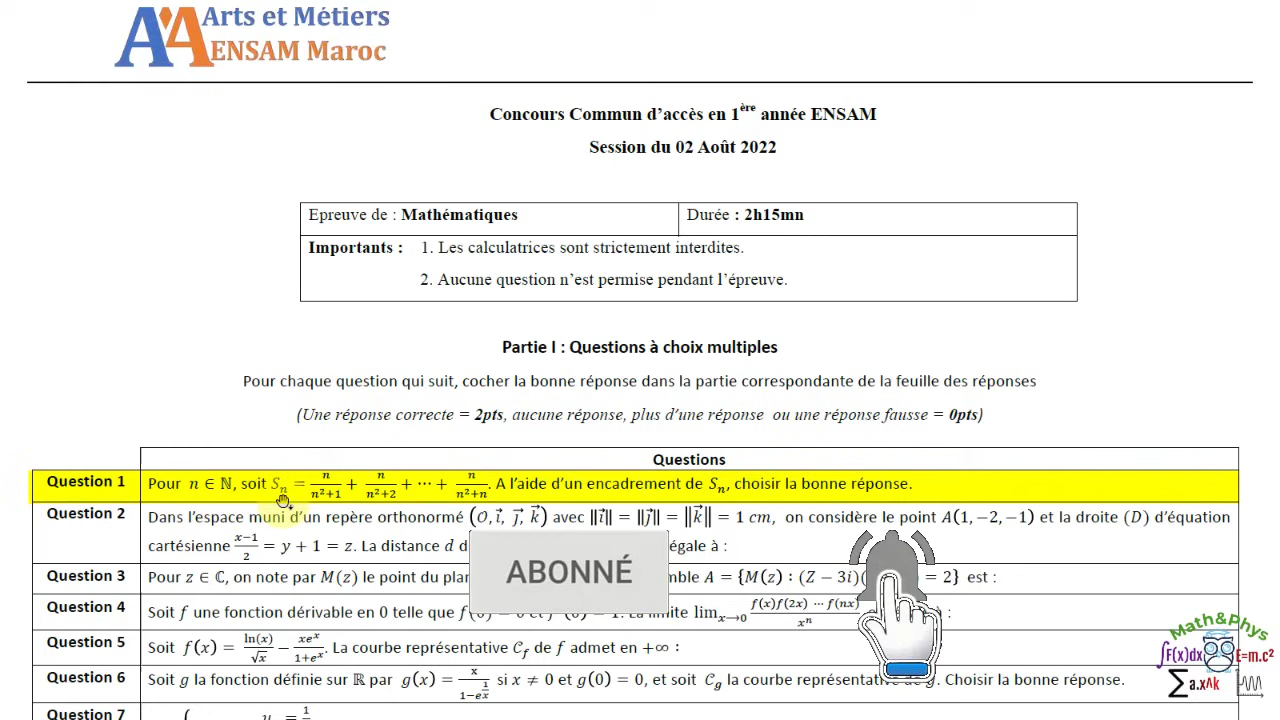 Arts et Métiers
ENSAM Maroc
Concours Commun d'accès en 1ère année ENSAM
Session du 02 Août 2022
Epreuve de : Mathématiques
Durée : 2h15mn
Importants : 1. Les calculatrices sont strictement interdites.
2. Aucune question n'est permise pendant l'épreuve.
Partie I : Questions à choix multiples
Pour chaque question qui suit, cocher la bonne réponse dans la partie correspondante de la feuille des réponses
(Une réponse correcte = 2pts, aucune réponse, plus d'une réponse ou une réponse fausse = 0pts)
Questions
Question 1 Pour n ∈ ℕ, soit Sₙ = n/(n²+1) + n/(n²+2) + ⋯ + n/(n²+n). A l'aide d'un encadrement de Sₙ, choisir la bonne réponse.
Question 2 Dans l'espace muni d'un repère orthonormé (O, i⃗, j⃗, k⃗) avec ‖i⃗‖ = ‖j⃗‖ = ‖k⃗‖ = 1 cm, on considère le point A(1, −2, −1) et la droite (D) d'équation
cartésienne (x−1)/2 = y + 1 = z. La distance d égale à :
Question 3 Pour z ∈ ℂ, on note par M(z) le point du A = {M(z) : (Z − 3i)( = 2} est :
Question 4 Soit f une fonction dérivable en 0 telle que La limite lim x→0 f(x)f(2x) ⋯ f(nx)/xⁿ :
Question 5 Soit f(x) = ln(x)/√x − xeˣ/(1+eˣ). La courbe représentative 𝒞f de f admet en +∞ :
Question 6 Soit g la fonction définie sur ℝ par g(x) = x/(1−e^(1/x)) si x ≠ 0 et g(0) = 0, et soit 𝒞g la courbe représentative de g. Choisir la bonne réponse.
Question 7
ABONNÉ
Math&Phys
∫F(x)dx E=m.c²
∑ a.x∧k